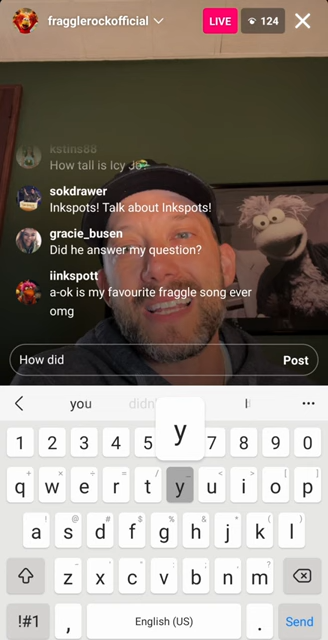 fragglerockofficial
LIVE
124
kstins88
How tall is Icy Jo
sokdrawer
Inkspots! Talk about Inkspots!
gracie_busen
Did he answer my question?
iinkspott
a-ok is my favourite fraggle song ever
omg
How did
Post
you
didn'
I
y
1 2 3 4 5 7 8 9 0
+ × ÷ = / _ < > [ ]
q w e r t y u i o p
! @ # $ % ^ & * ( )
a s d f g h j k l
- ' " : ; , ?
z x c v b n m
!#1 , English (US) . Send